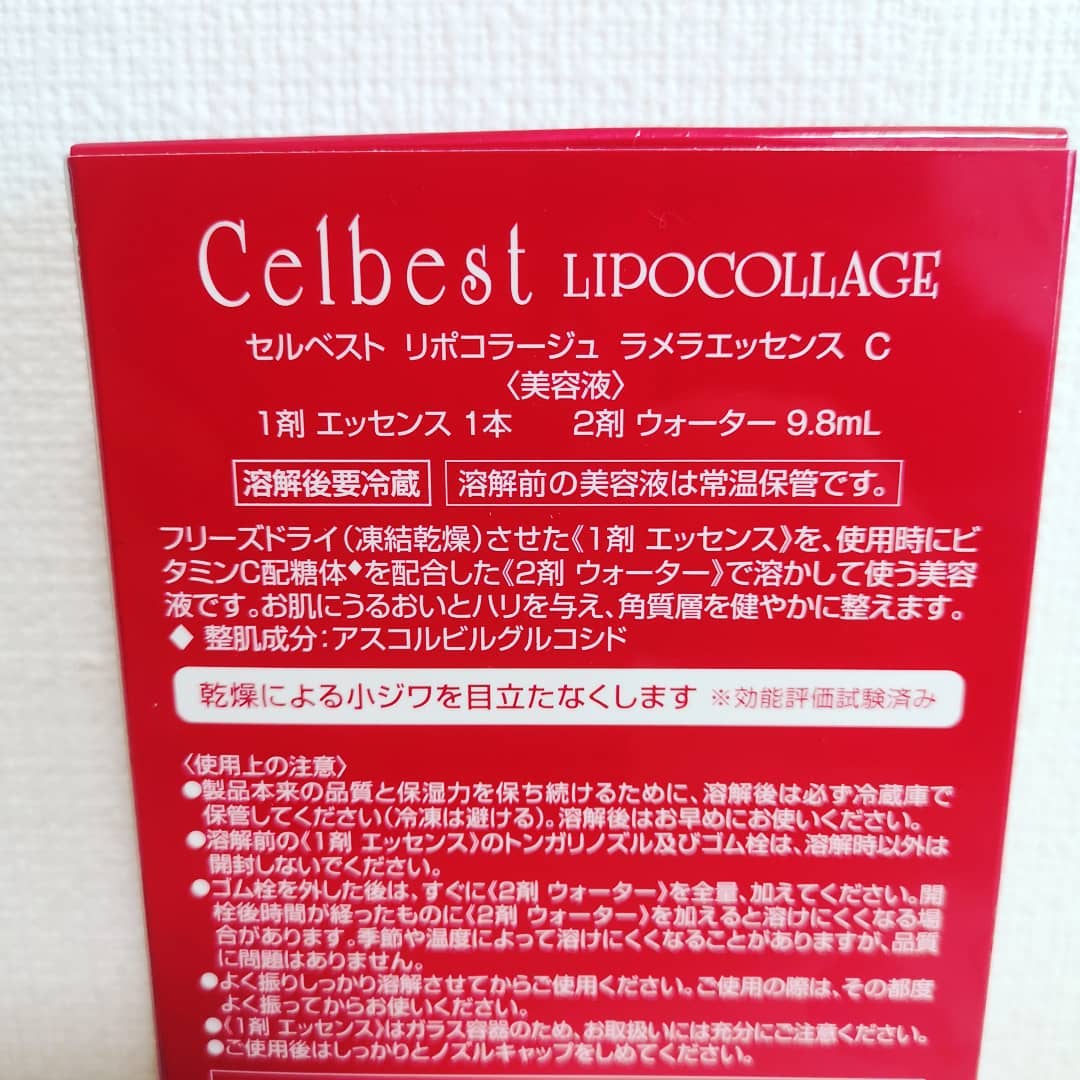 Celbest LIPOCOLLAGE
セルベスト リポコラージュ ラメラエッセンス C
〈美容液〉
1剤 エッセンス 1本　2剤 ウォーター 9.8mL
溶解後要冷蔵 溶解前の美容液は常温保管です。
フリーズドライ(凍結乾燥)させた《1剤 エッセンス》を、使用時にビ
タミンC配糖体◆を配合した《2剤 ウォーター》で溶かして使う美容
液です。お肌にうるおいとハリを与え、角質層を健やかに整えます。
◆ 整肌成分:アスコルビルグルコシド
乾燥による小ジワを目立たなくします ※効能評価試験済み
〈使用上の注意〉
●製品本来の品質と保湿力を保ち続けるために、溶解後は必ず冷蔵庫で
保管してください(冷凍は避ける)。溶解後はお早めにお使いください。
●溶解前の《1剤 エッセンス》のトンガリノズル及びゴム栓は、溶解時以外は
開封しないでください。
●ゴム栓を外した後は、すぐに《2剤 ウォーター》を全量、加えてください。開
栓後時間が経ったものに《2剤 ウォーター》を加えると溶けにくくなる場
合があります。季節や温度によって溶けにくくなることがありますが、品質
に問題はありません。
●よく振りしっかり溶解させてからご使用ください。ご使用の際は、その都度
よく振ってからお使いください。
●《1剤 エッセンス》はガラス容器のため、お取扱いには充分にご注意ください。
●ご使用後はしっかりとノズルキャップをしめてください。